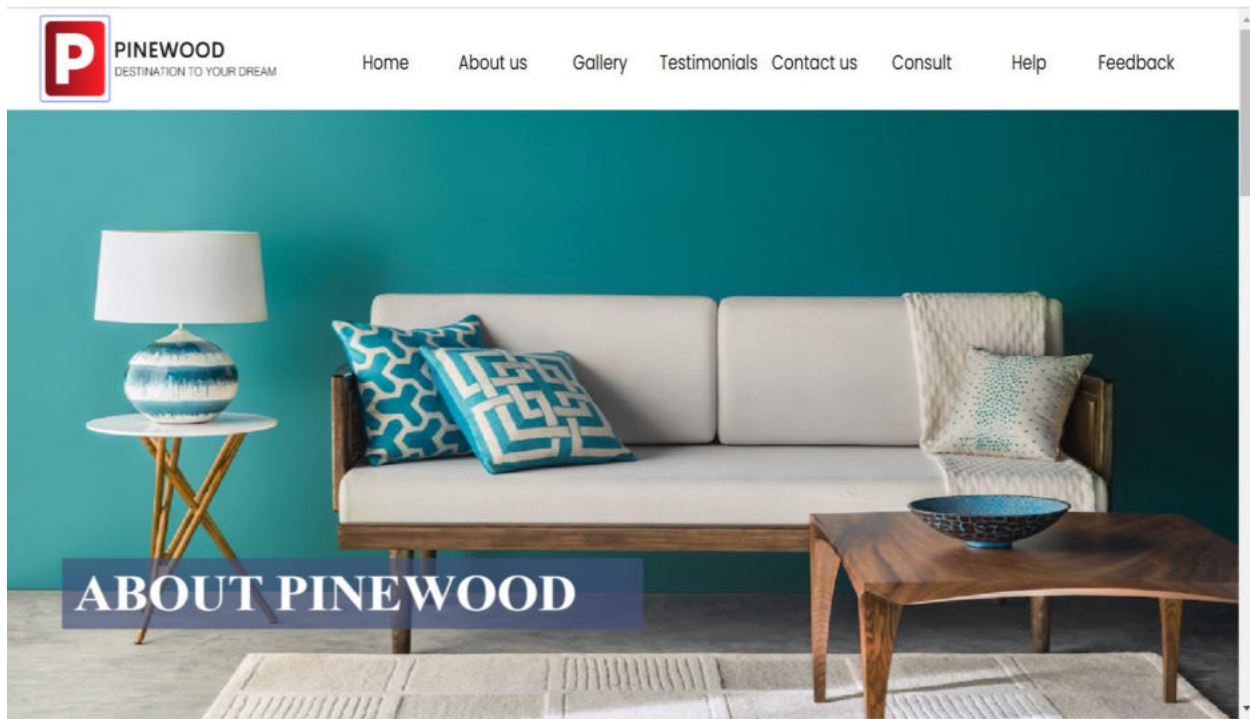 P
PINEWOOD
DESTINATION TO YOUR DREAM
Home About us Gallery Testimonials Contact us Consult Help Feedback
ABOUT PINEWOOD